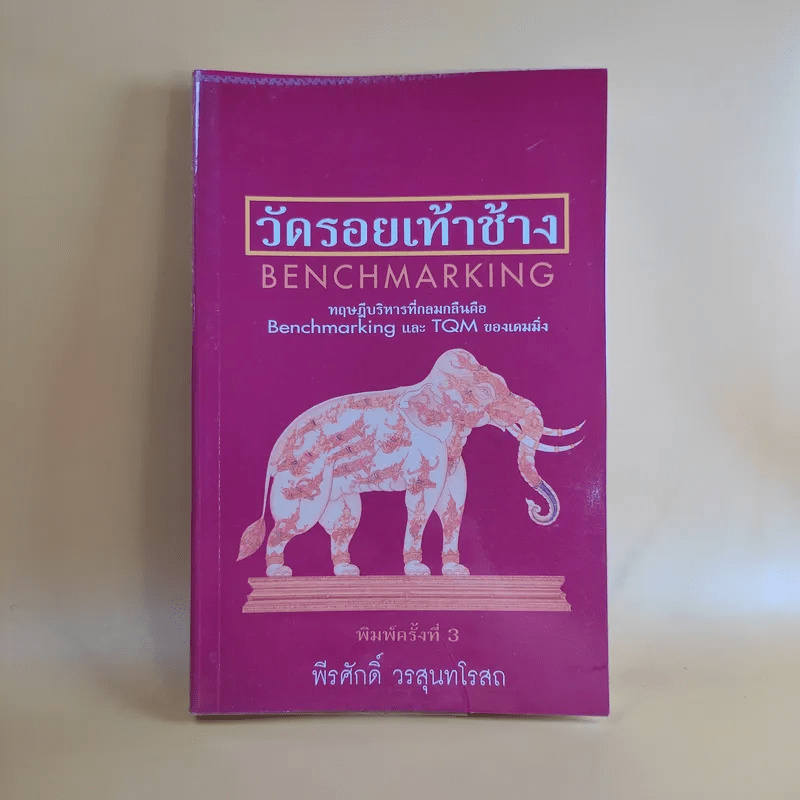 วัดรอยเท้าช้าง
BENCHMARKING
ทฤษฎีบริหารที่กลมกลืนคือ
Benchmarking และ TQM ของเดมมิ่ง
พิมพ์ครั้งที่ 3
พีรศักดิ์ วรสุนทโรสถ